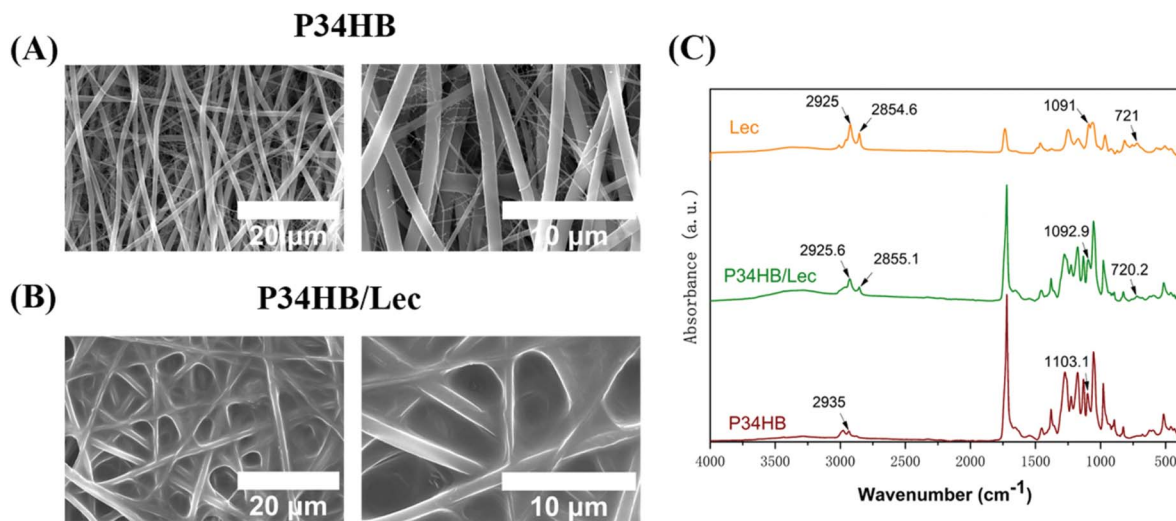 P34HB
(A)
20 μm
10 μm
P34HB/Lec
(B)
20 μm
10 μm
(C)
2925
2854.6
1091
721
Lec
2925.6
2855.1
1092.9
720.2
P34HB/Lec
2935
1103.1
P34HB
Absorbance (a.u.)
4000 3500 3000 2500 2000 1500 1000 500
Wavenumber (cm⁻¹)